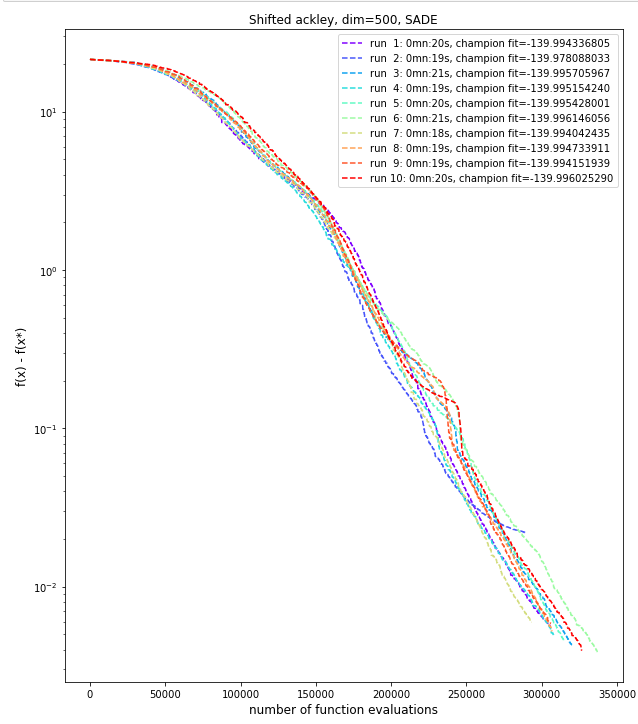 Shifted ackley, dim=500, SADE
run  1: 0mn:20s, champion fit=-139.994336805
run  2: 0mn:19s, champion fit=-139.978088033
run  3: 0mn:21s, champion fit=-139.995705967
run  4: 0mn:19s, champion fit=-139.995154240
run  5: 0mn:20s, champion fit=-139.995428001
run  6: 0mn:21s, champion fit=-139.996146056
run  7: 0mn:18s, champion fit=-139.994042435
run  8: 0mn:19s, champion fit=-139.994733911
run  9: 0mn:19s, champion fit=-139.994151939
run 10: 0mn:20s, champion fit=-139.996025290
10¹
10⁰
10⁻¹
10⁻²
f(x) - f(x*)
0 50000 100000 150000 200000 250000 300000 350000
number of function evaluations